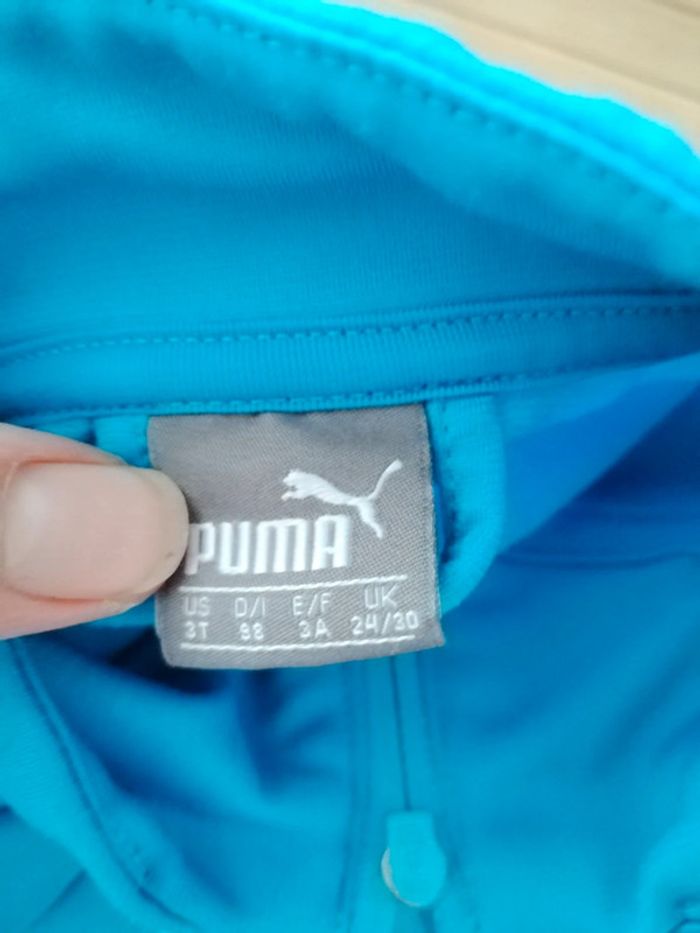 PUMA
US D/I E/F UK
3T 98 3A 24/30